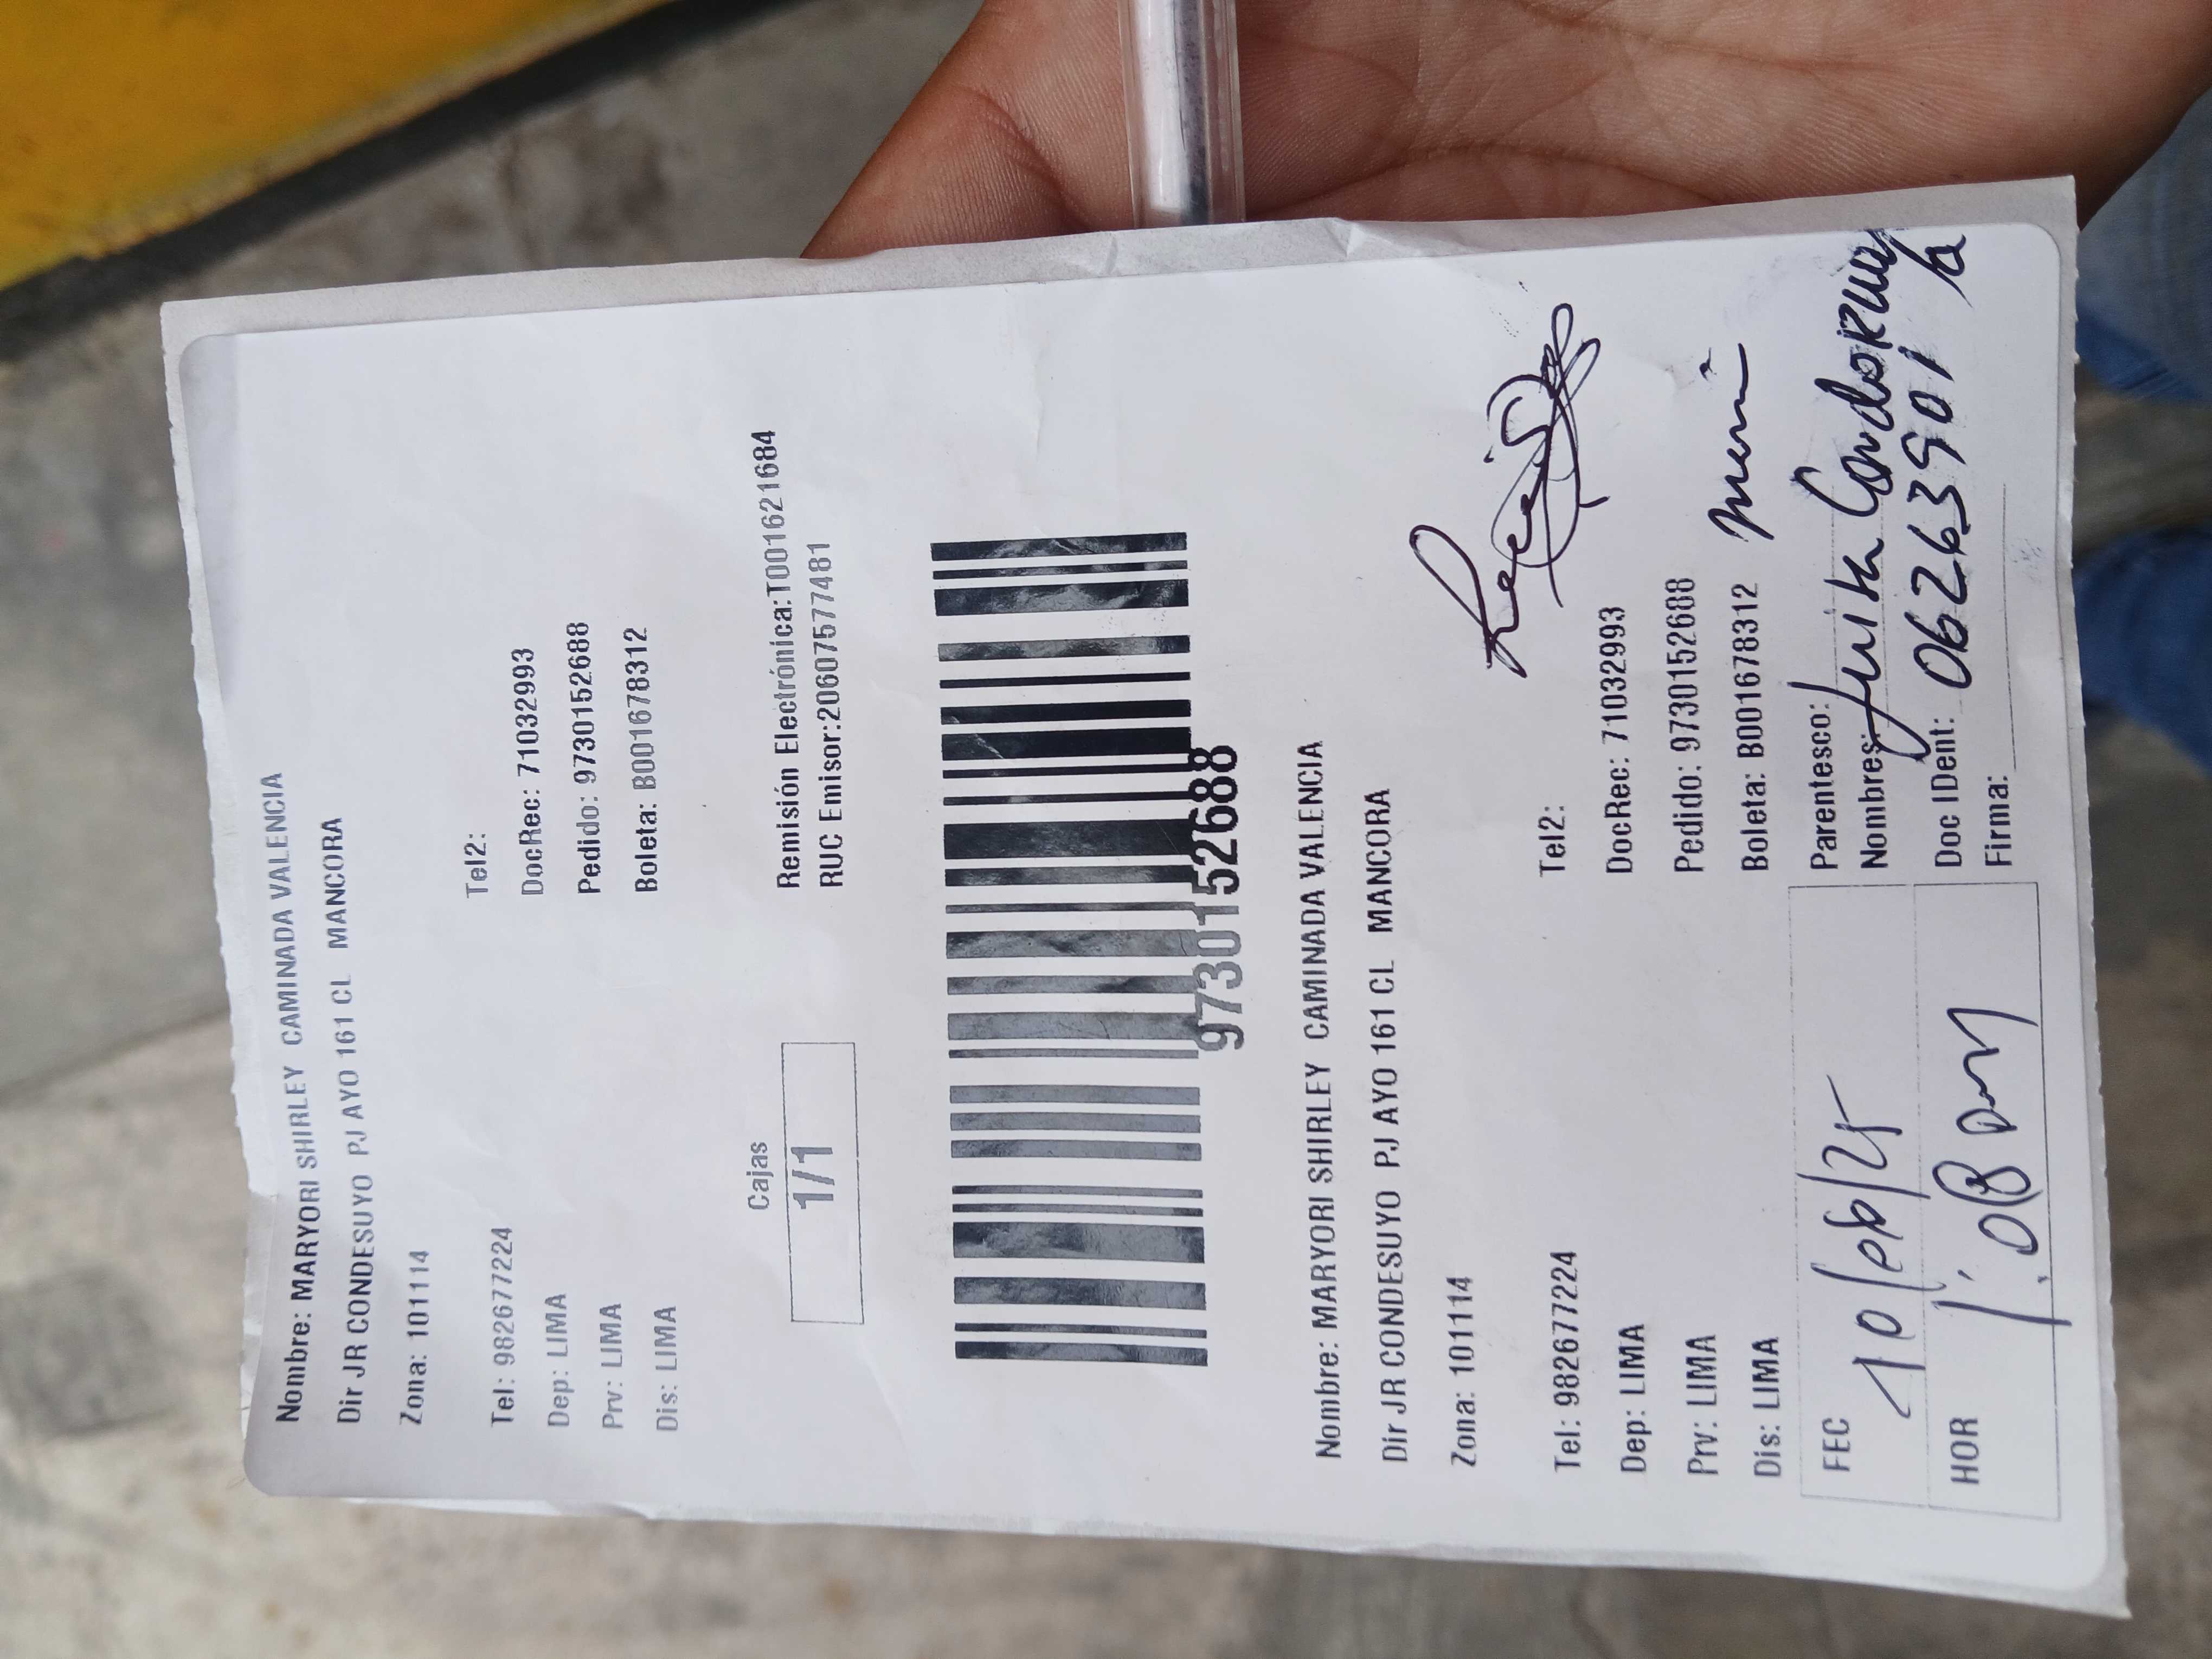 Nombre: MARYORI SHIRLEY CAMINADA VALENCIA
Dir JR CONDESUYO PJ AYO 161 CL MANCORA
Zona: 101114
Tel: 982677224 Tel2:
Dep: LIMA DocRec: 71032993
Prv: LIMA Pedido: 9730152688
Dis: LIMA Boleta: B001678312
Cajas
1/1
Remisión Electrónica:T001621684
RUC Emisor:20607577481
9730152688
Nombre: MARYORI SHIRLEY CAMINADA VALENCIA
Dir JR CONDESUYO PJ AYO 161 CL MANCORA
Zona: 101114
Tel: 982677224 Tel2:
Dep: LIMA DocRec: 71032993
Prv: LIMA Pedido: 9730152688
Dis: LIMA Boleta: B001678312
FEC
HOR
Parentesco:
Nombres:
Doc IDent: 06263901
Firma: